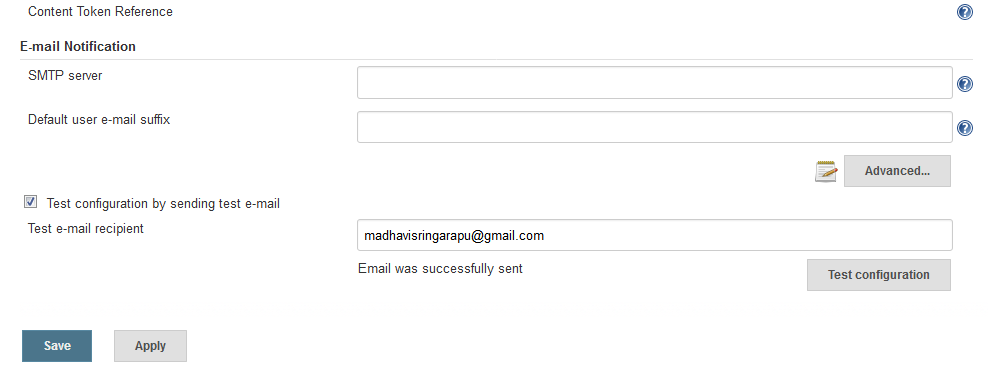 Content Token Reference
E-mail Notification
SMTP server
Default user e-mail suffix
Advanced...
Test configuration by sending test e-mail
Test e-mail recipient
madhavisringarapu@gmail.com
Email was successfully sent
Test configuration
Save
Apply